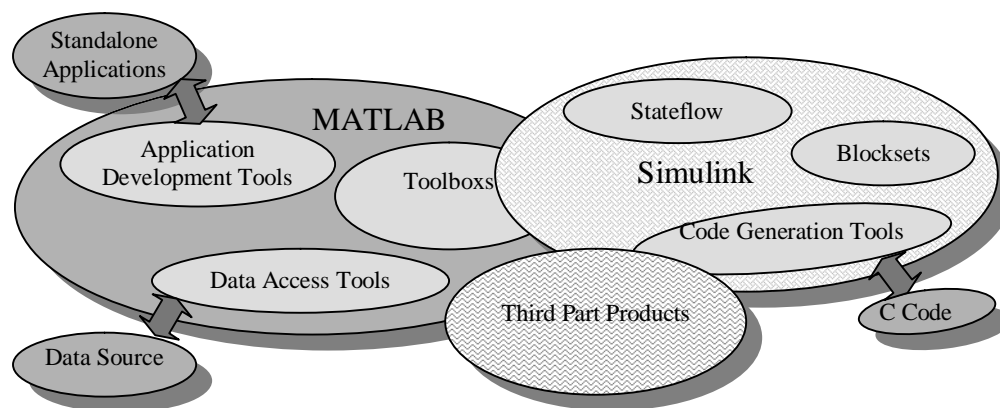 Standalone
Applications
MATLAB
Application
Development Tools
Toolboxs
Data Access Tools
Data Source
Stateflow
Blocksets
Simulink
Code Generation Tools
Third Part Products
C Code